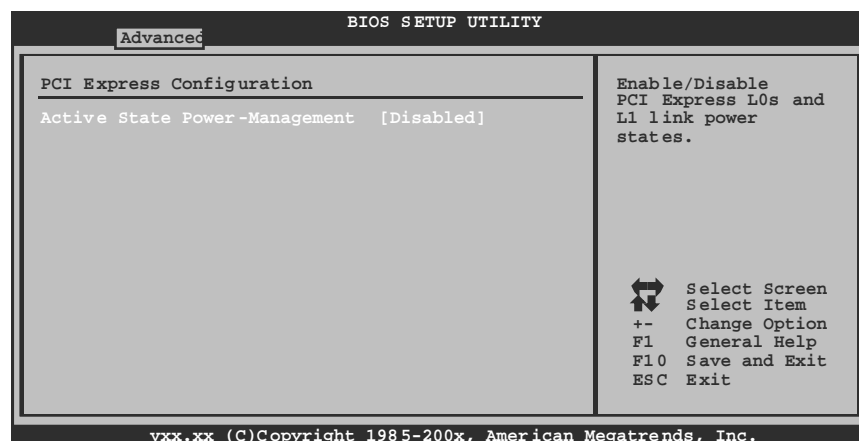 BIOS SETUP UTILITY
Advanced
PCI Express Configuration
Active State Power-Management [Disabled]
Enable/Disable
PCI Express L0s and
L1 link power
states.
Select Screen
Select Item
+- Change Option
F1 General Help
F10 Save and Exit
ESC Exit
vxx.xx (C)Copyright 1985-200x, American Megatrends, Inc.